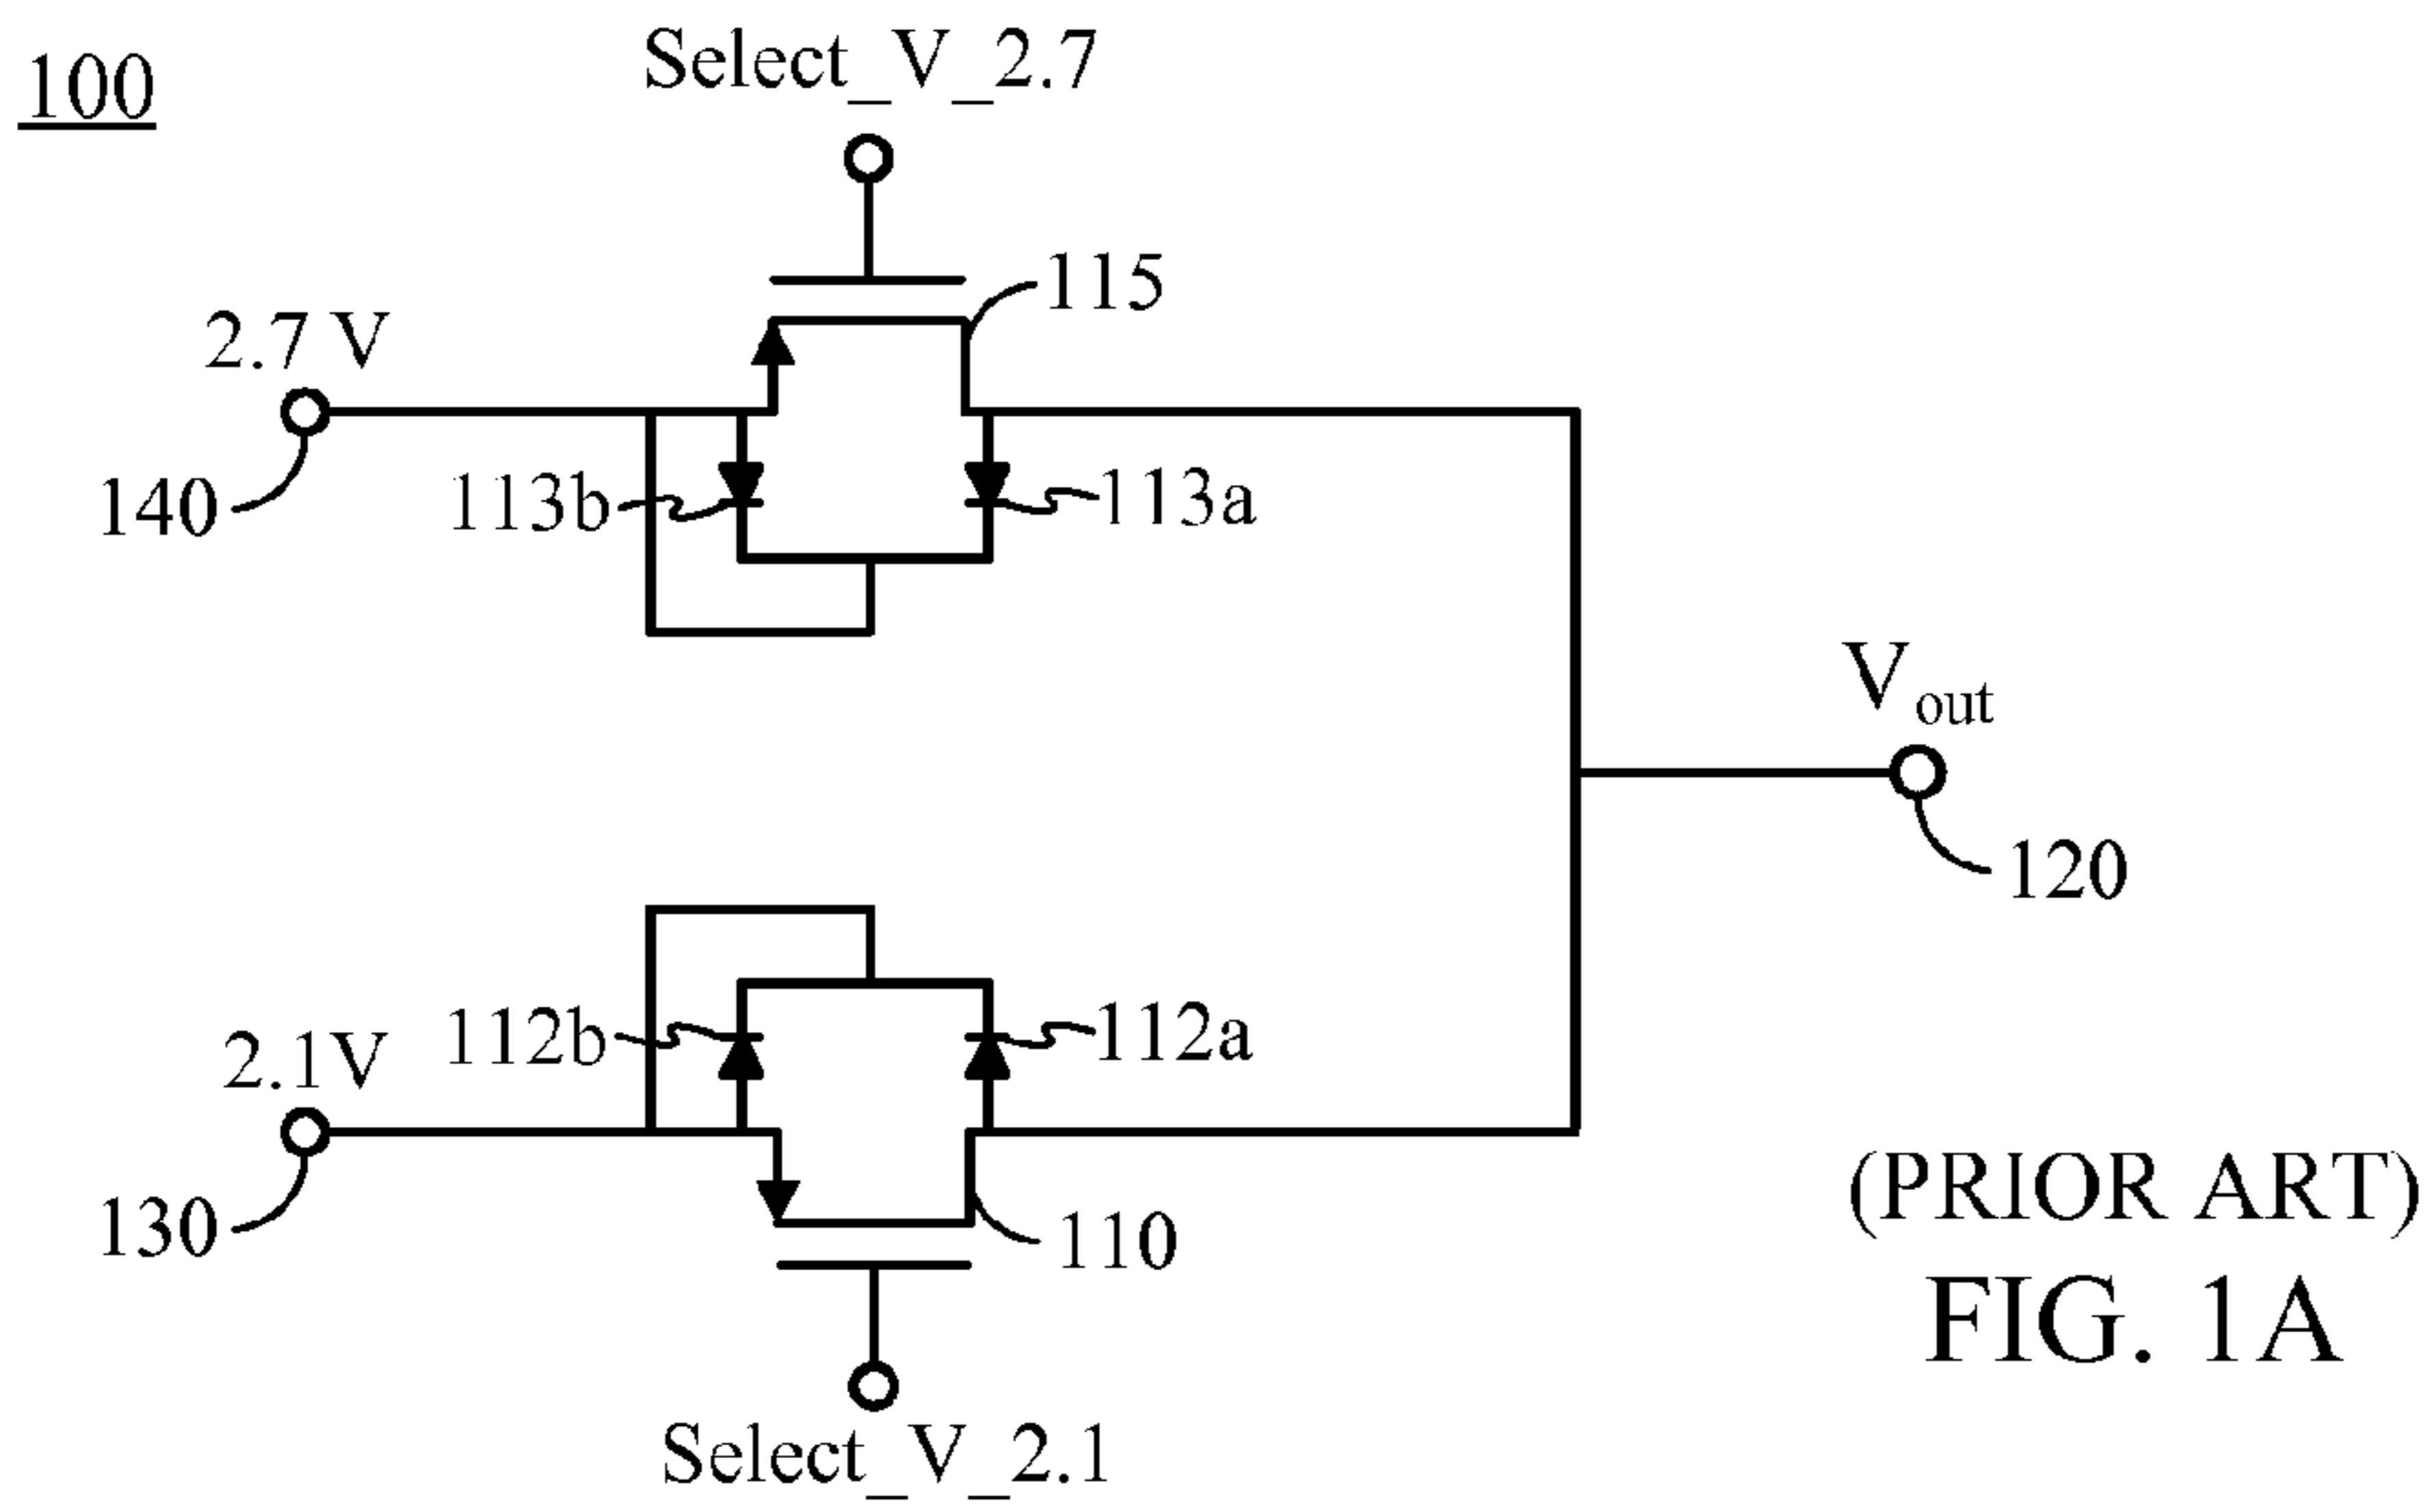 100
Select_V_2.7
115
2.7 V
140
113b
113a
Vout
120
112b
112a
2.1V
130
110
Select_V_2.1
(PRIOR ART)
FIG. 1A